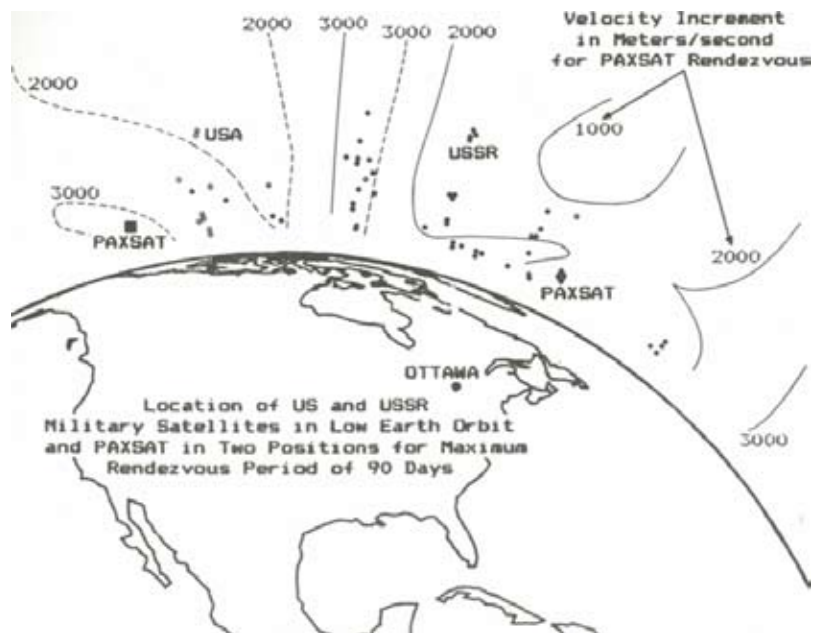 2000
3000
3000
2000
2000
Velocity Increment
in Meters/second
for PAXSAT Rendezvous
1000
USA
USSR
3000
PAXSAT
2000
PAXSAT
OTTAWA
3000
Location of US and USSR
Military Satellites in Low Earth Orbit
and PAXSAT in Two Positions for Maximum
Rendezvous Period of 90 Days